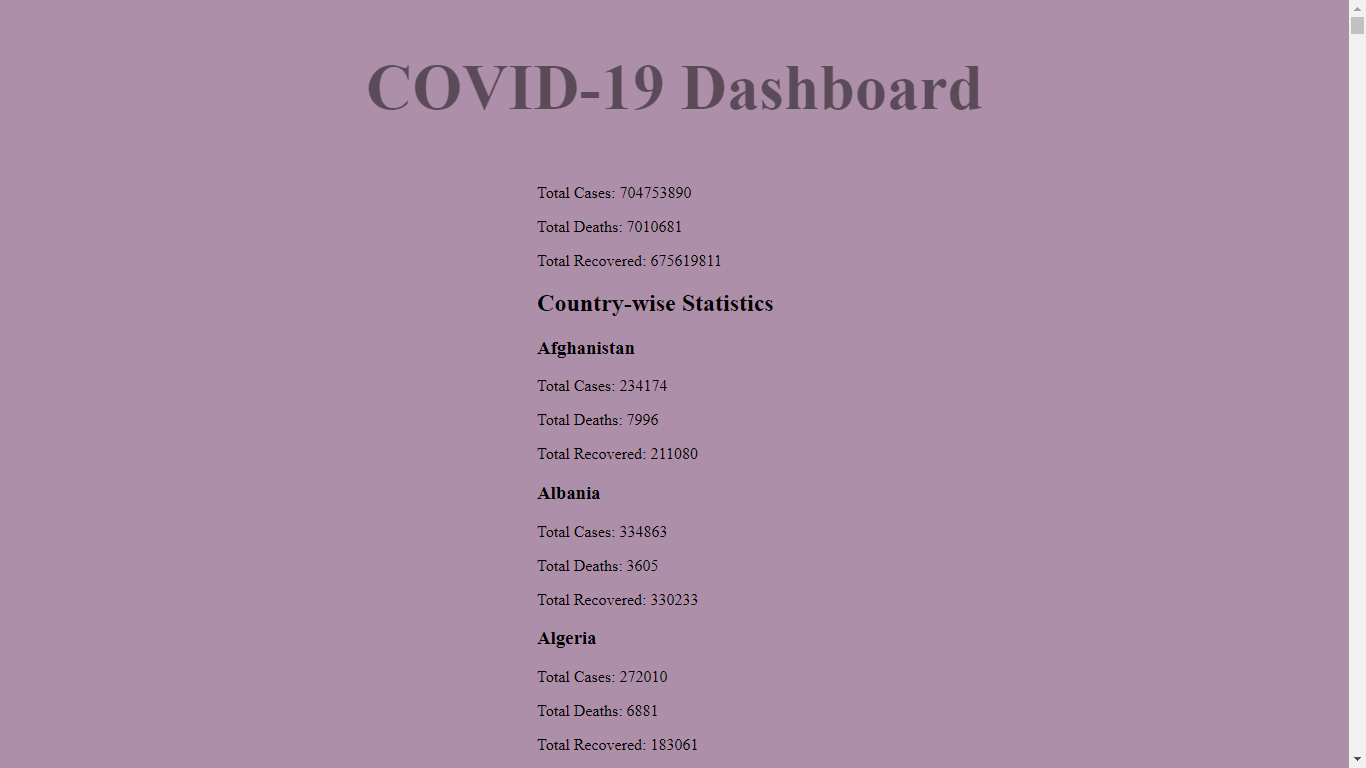 COVID-19 Dashboard
Total Cases: 704753890
Total Deaths: 7010681
Total Recovered: 675619811
Country-wise Statistics
Afghanistan
Total Cases: 234174
Total Deaths: 7996
Total Recovered: 211080
Albania
Total Cases: 334863
Total Deaths: 3605
Total Recovered: 330233
Algeria
Total Cases: 272010
Total Deaths: 6881
Total Recovered: 183061